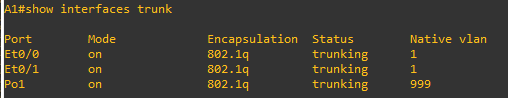 A1#show interfaces trunk
Port Mode Encapsulation Status Native vlan
Et0/0 on 802.1q trunking 1
Et0/1 on 802.1q trunking 1
Po1 on 802.1q trunking 999